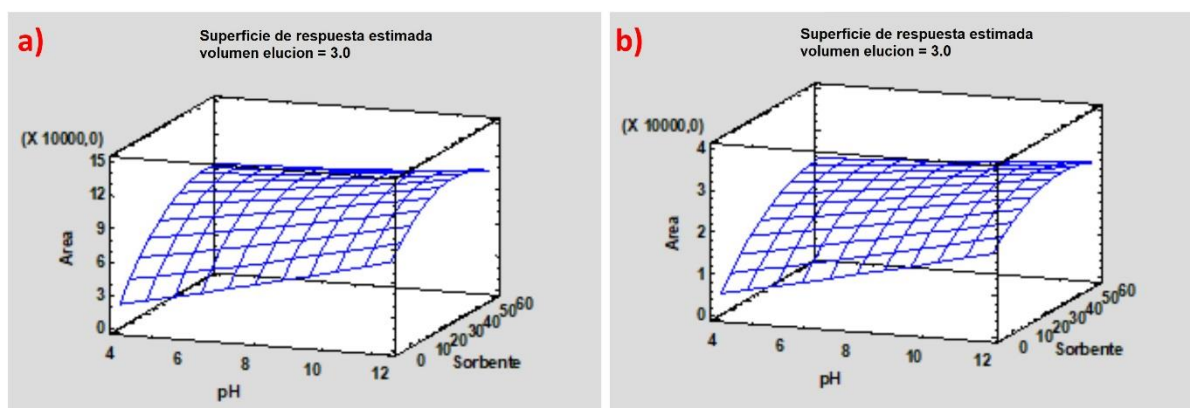 a)
Superficie de respuesta estimada
volumen elucion = 3.0
(X 10000,0)
15
12
9
6
3
0
Area
4 6 8 10 12
pH
0 10 20 30 40 50 60
Sorbente
b)
Superficie de respuesta estimada
volumen elucion = 3.0
(X 10000,0)
4
3
2
1
0
Area
4 6 8 10 12
pH
0 10 20 30 40 50 60
Sorbente